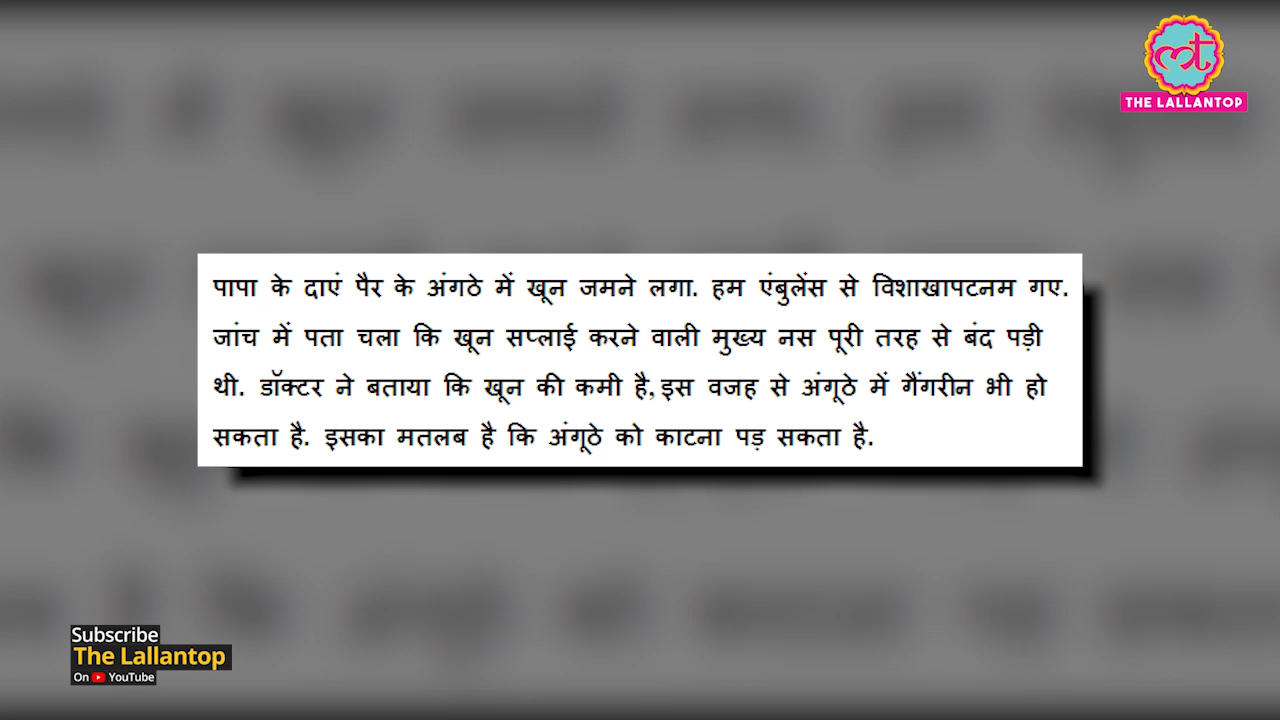 THE LALLANTOP
पापा के दाएं पैर के अंगठे में खून जमने लगा. हम एंबुलेंस से विशाखापटनम गए.
जांच में पता चला कि खून सप्लाई करने वाली मुख्य नस पूरी तरह से बंद पड़ी
थी. डॉक्टर ने बताया कि खून की कमी है, इस वजह से अंगूठे में गैंगरीन भी हो
सकता है. इसका मतलब है कि अंगूठे को काटना पड़ सकता है.
Subscribe
The Lallantop
On YouTube